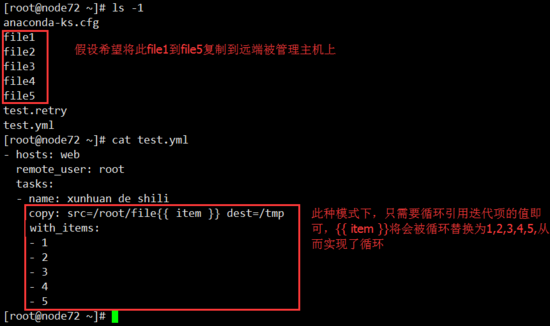 [root@node72 ~]# ls -1
anaconda-ks.cfg
file1
file2
file3
file4
file5
假设希望将此file1到file5复制到远端被管理主机上
test.retry
test.yml
[root@node72 ~]# cat test.yml
- hosts: web
  remote_user: root
  tasks:
  - name: xunhuan de shili
    copy: src=/root/file{{ item }} dest=/tmp
    with_items:
    - 1
    - 2
    - 3
    - 4
    - 5
此种模式下，只需要循环引用迭代项的值即
可，{{ item }}将会被循环替换为1,2,3,4,5,从
而实现了循环
[root@node72 ~]#